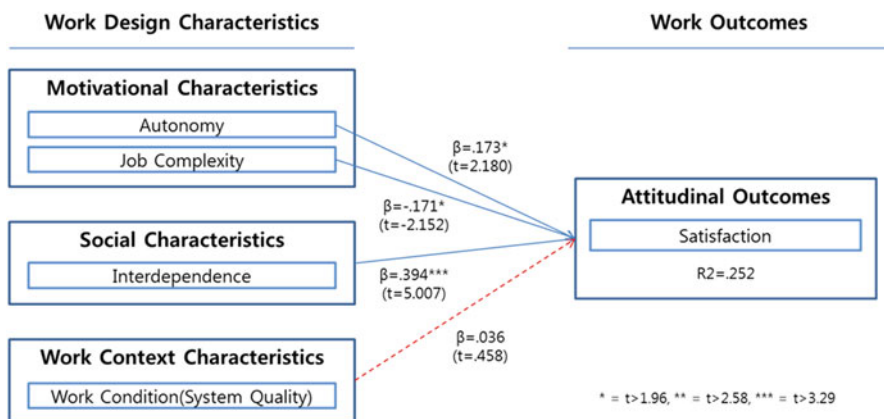 Work Design Characteristics
Work Outcomes
Motivational Characteristics
Autonomy
Job Complexity
β=.173*
(t=2.180)
β=-.171*
(t=-2.152)
Social Characteristics
Interdependence
β=.394***
(t=5.007)
Attitudinal Outcomes
Satisfaction
R2=.252
β=.036
(t=.458)
Work Context Characteristics
Work Condition(System Quality)
* = t>1.96, ** = t>2.58, *** = t>3.29